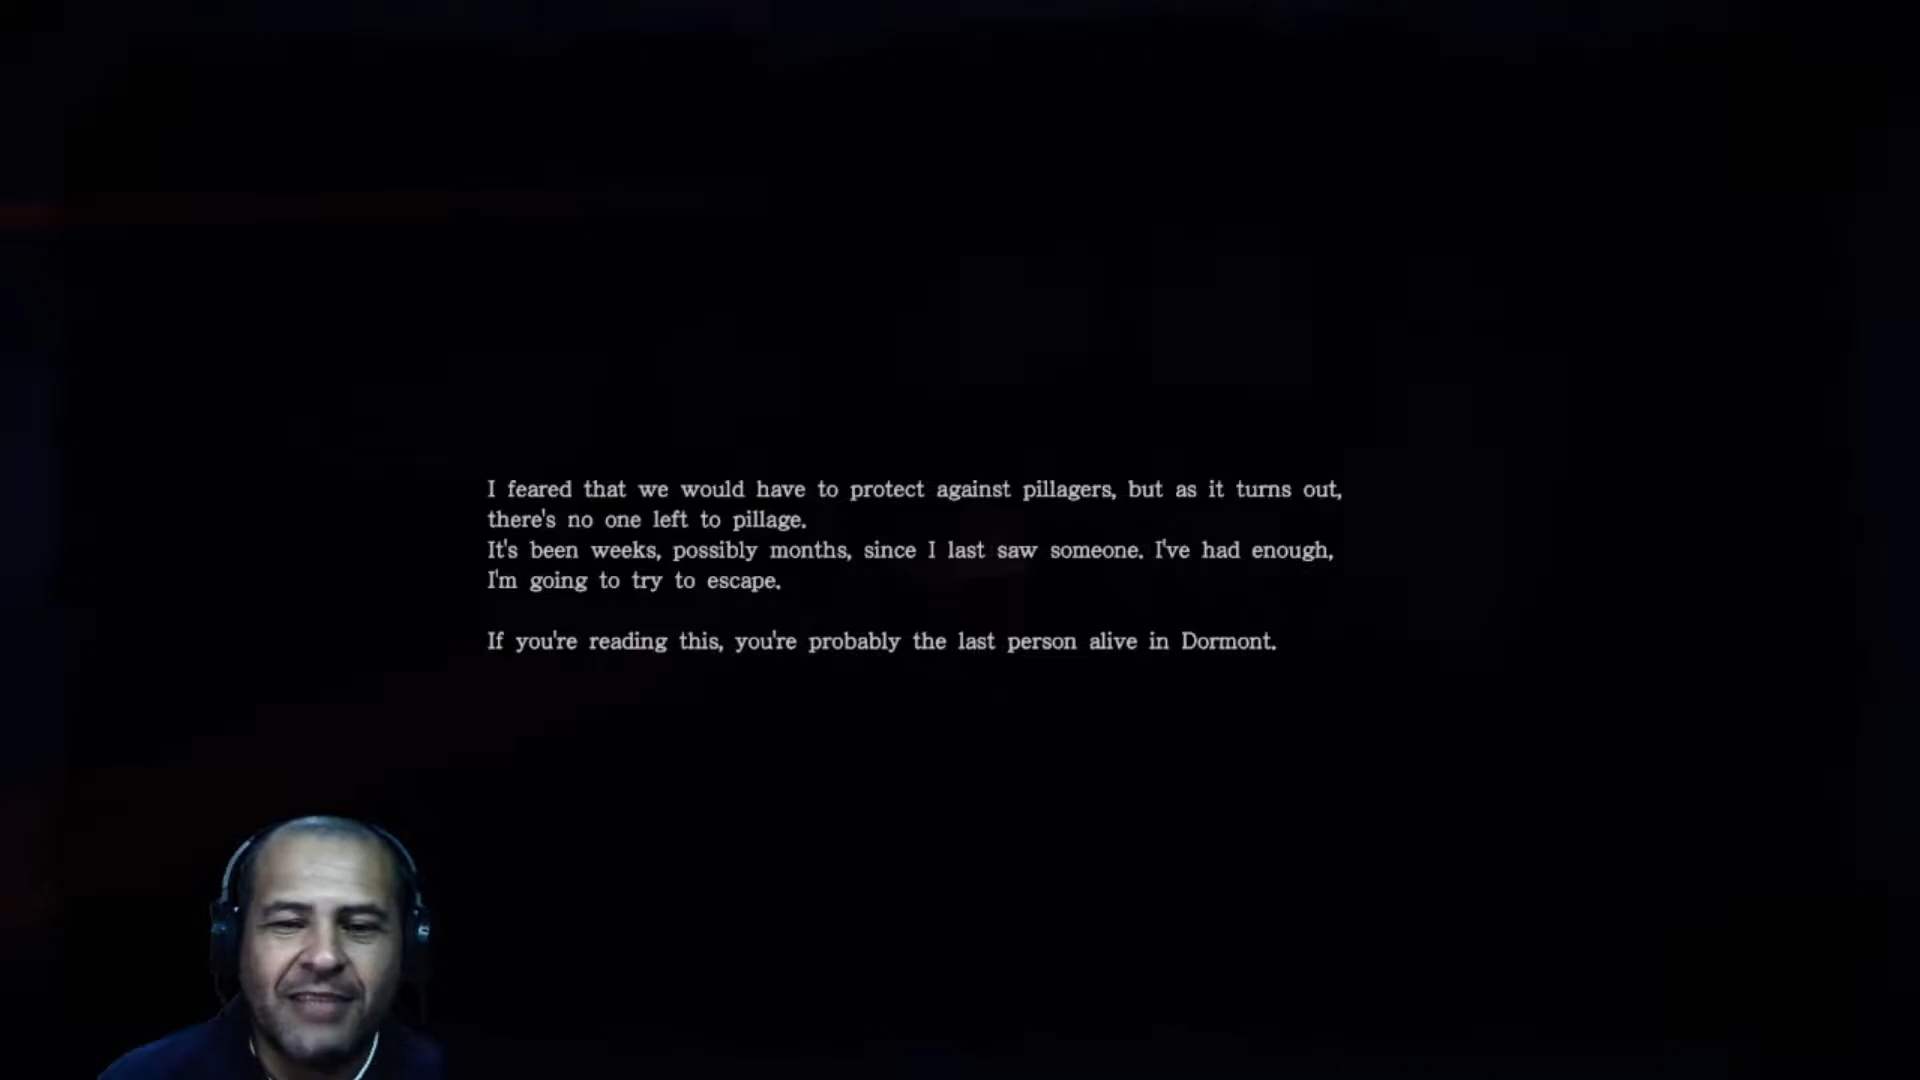 I feared that we would have to protect against pillagers, but as it turns out,
there's no one left to pillage.
It's been weeks, possibly months, since I last saw someone. I've had enough,
I'm going to try to escape.
If you're reading this, you're probably the last person alive in Dormont.